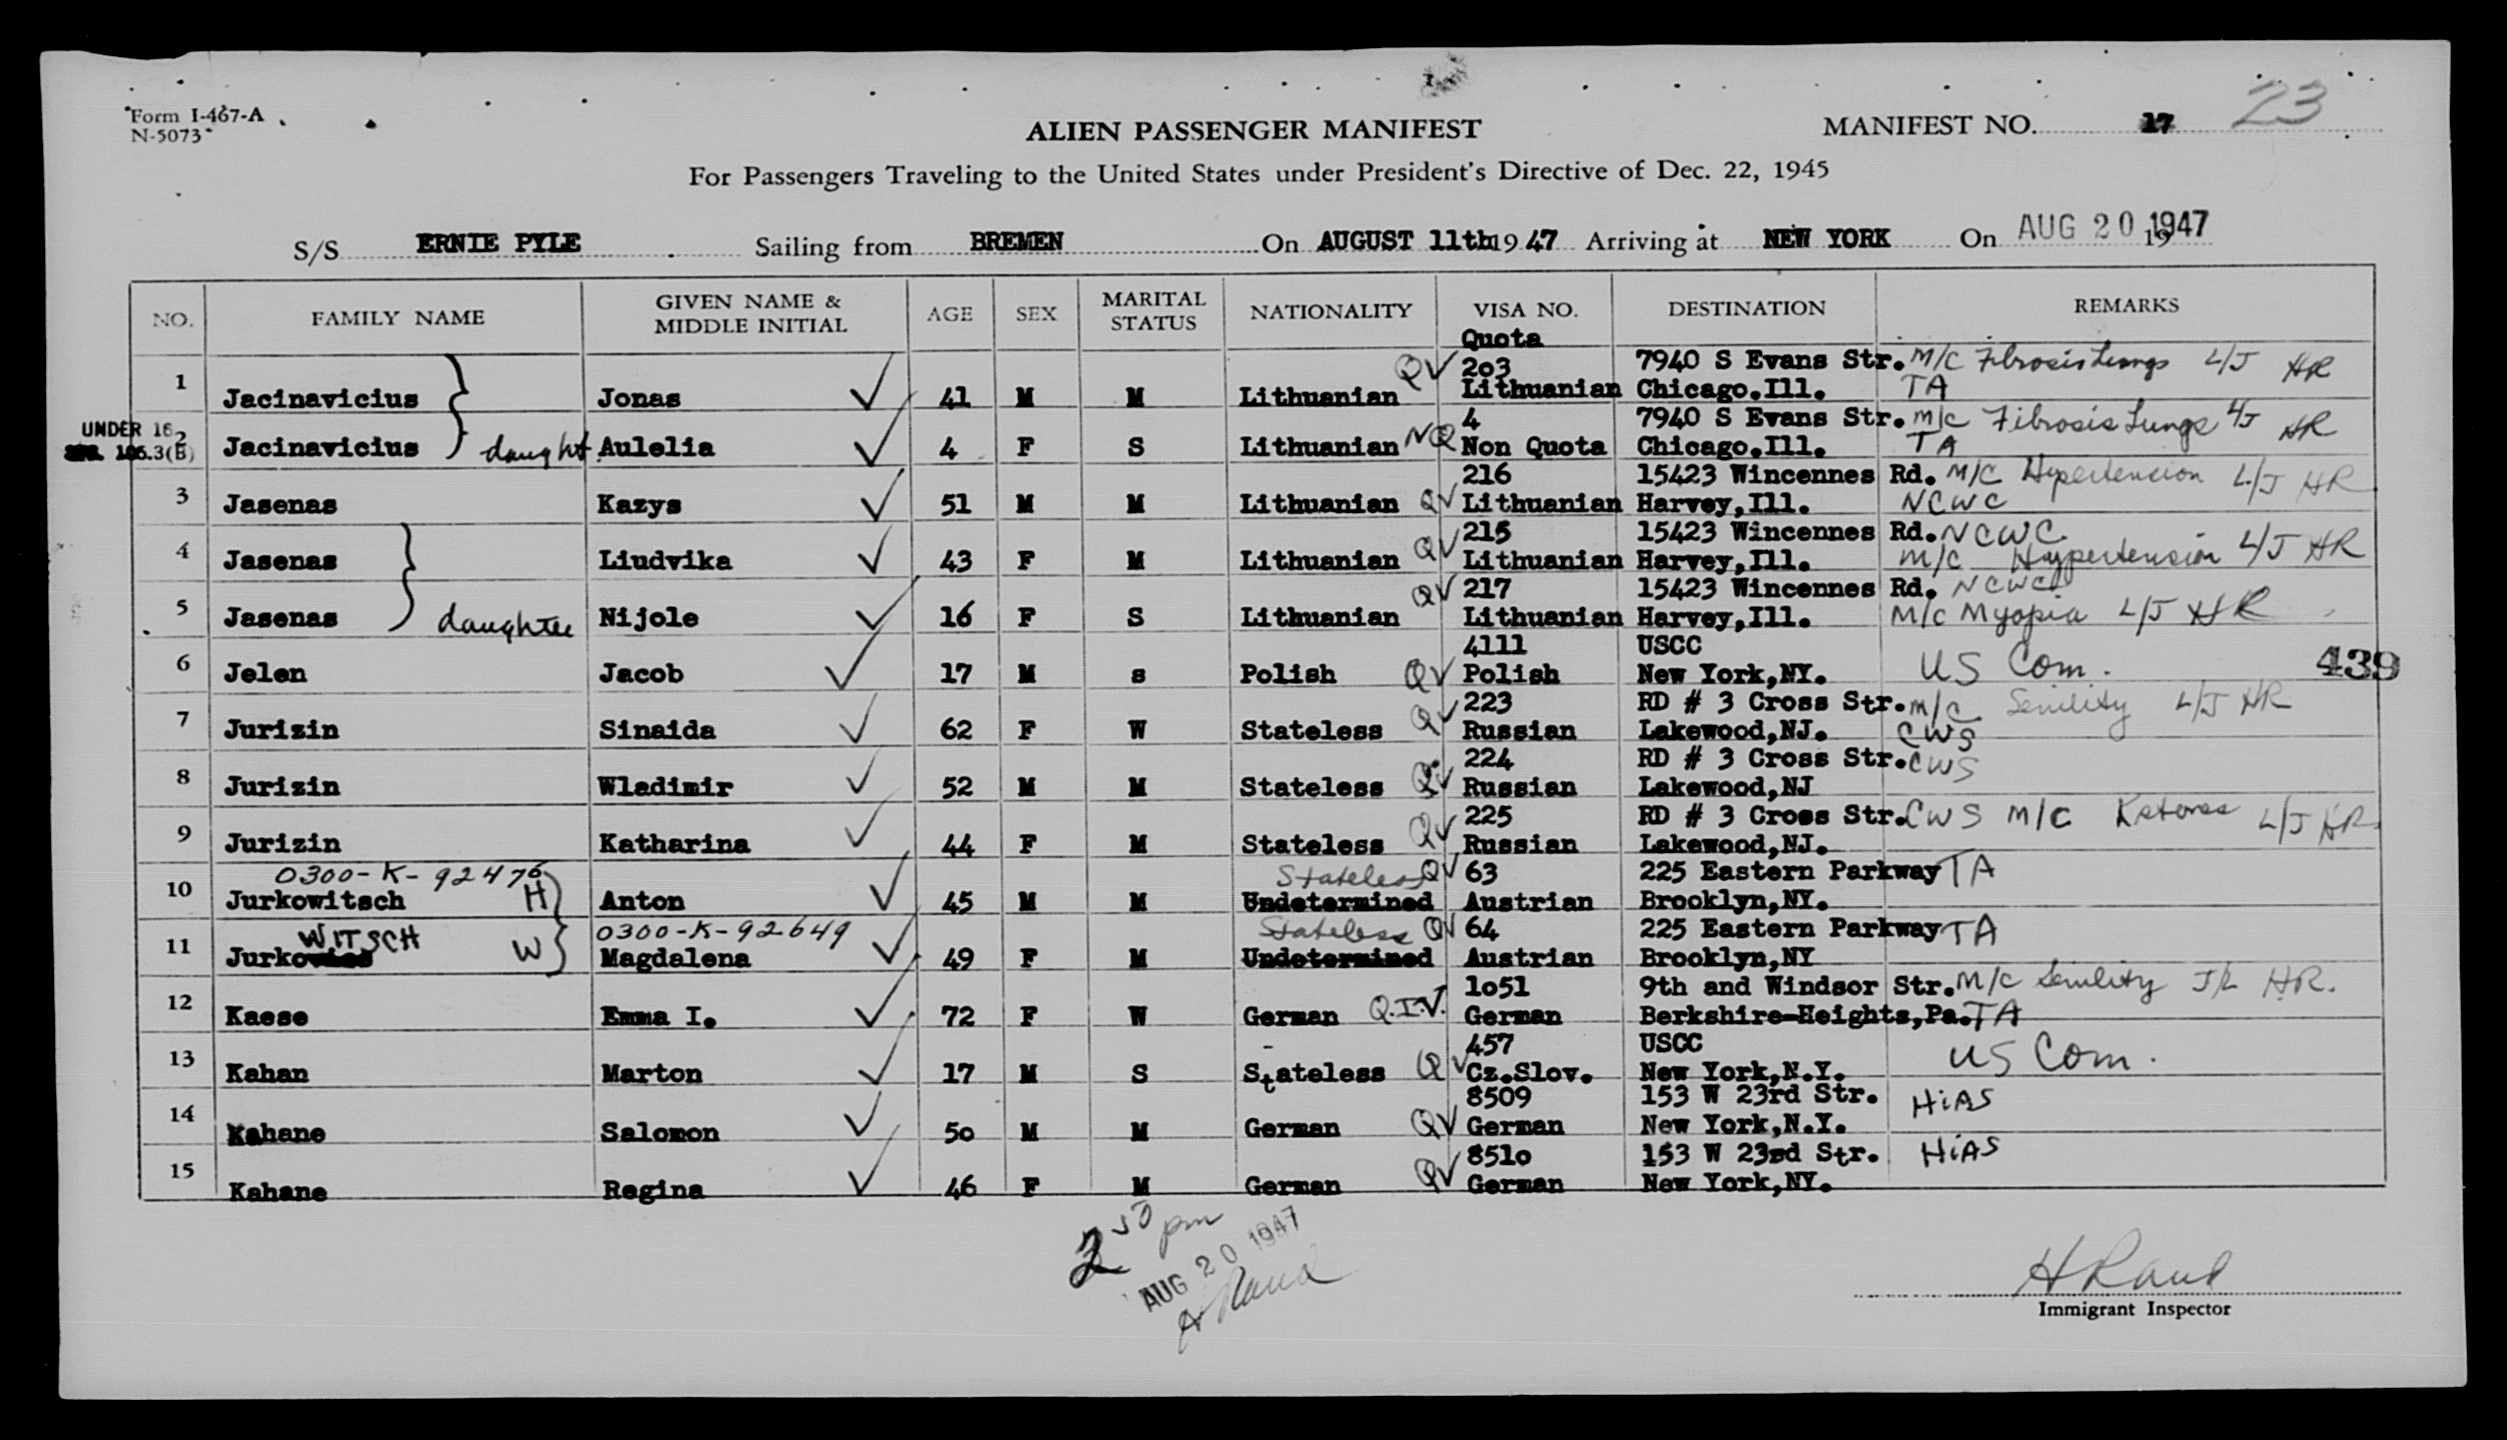 Form I-467-A
N-5073
ALIEN PASSENGER MANIFEST
MANIFEST NO. 17 23
For Passengers Traveling to the United States under President's Directive of Dec. 22, 1945
S/S ERNIE PYLE Sailing from BREMEN On AUGUST 11th 1947 Arriving at NEW YORK On AUG 20 1947 19
NO. FAMILY NAME GIVEN NAME & MIDDLE INITIAL AGE SEX MARITAL STATUS NATIONALITY VISA NO. DESTINATION REMARKS
Quota
QV 203 7940 S Evans Str. M/C Fibrosis Lungs L/J HR
1 Jacinavicius Jonas 41 M M Lithuanian Lithuanian Chicago.Ill. TA
UNDER 16 4 7940 S Evans Str. M/C Fibrosis Lungs L/J HR
2 105.3(B) Jacinavicius daught. Aulelia 4 F S Lithuanian NQ Non Quota Chicago.Ill. TA
216 15423 Wincennes Rd. M/C Hypertencion L/J HR
3 Jasenas Kazys 51 M M Lithuanian QV Lithuanian Harvey,Ill. NCWC
215 15423 Wincennes Rd. NCWC
4 Jasenas Liudvika 43 F M Lithuanian QV Lithuanian Harvey,Ill. M/C Hypertension L/J HR
QV 217 15423 Wincennes Rd. NCWC
5 Jasenas daughter Nijole 16 F S Lithuanian Lithuanian Harvey,Ill. M/C Myopia L/J HR
4111 USCC
6 Jelen Jacob 17 M s Polish QV Polish New York,NY. US Com. 439
223 RD # 3 Cross Str. M/C Senility L/J HR
7 Jurizin Sinaida 62 F W Stateless QV Russian Lakewood,NJ. CWS
224 RD # 3 Cross Str. CWS
8 Jurizin Wladimir 52 M M Stateless QV Russian Lakewood,NJ
225 RD # 3 Cross Str. CWS M/C L/J HR
9 Jurizin Katharina 44 F M Stateless QV Russian Lakewood,NJ.
0300-K-92476 Stateless QV 63 225 Eastern Parkway TA
10 Jurkowitsch H Anton 45 M M Undetermined Austrian Brooklyn,NY.
WITSCH 0300-K-92649 Stateless QV 64 225 Eastern Parkway TA
11 Jurko W Magdalena 49 F M Undetermined Austrian Brooklyn,NY
1o51 9th and Windsor Str. M/C Senility HR.
12 Kaese Emma I. 72 F W German Q.I.V. German Berkshire-Heights,Pa. TA
457 USCC
13 Kahan Marton 17 M S Stateless QV Cz.Slov. New York,N.Y. US Com.
8509 153 W 23rd Str. HiAS
14 Kahane Salomon 50 M M German QV German New York,N.Y.
851o 153 W 23rd Str. HiAS
15 Kahane Regina 46 F M German QV German New York,NY.
2 50 pm
AUG 20 1947
H Rand
H Rand
Immigrant Inspector